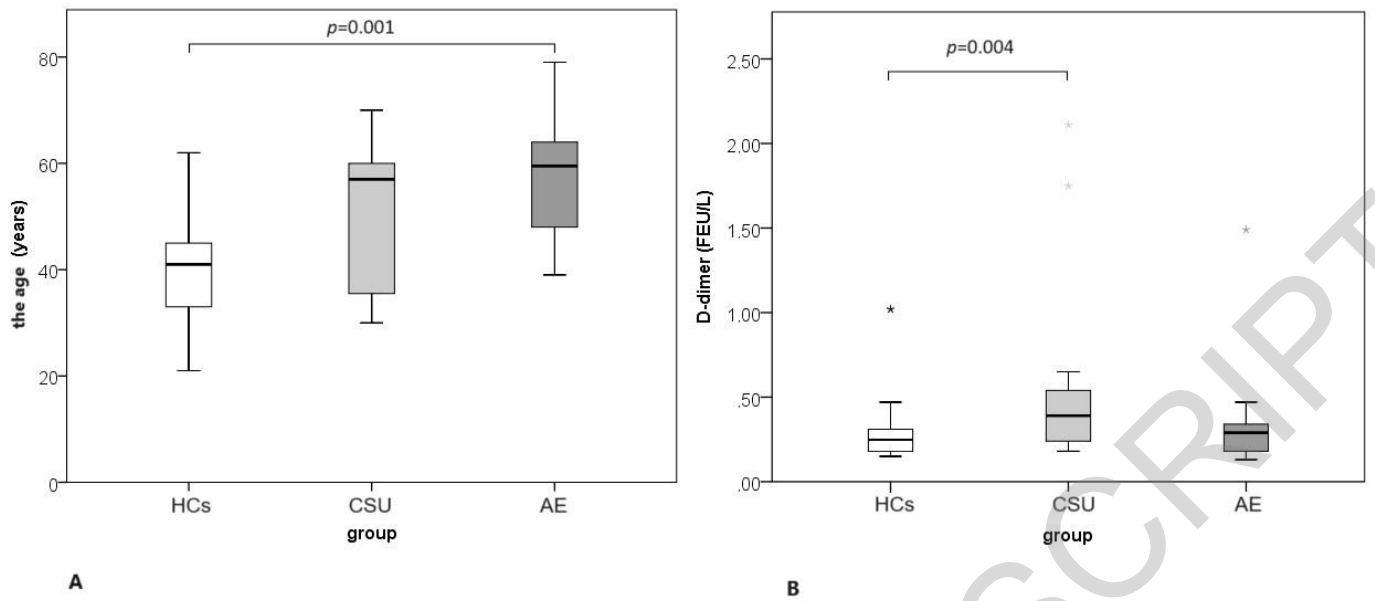 p=0.001
80
60
40
20
0
the age (years)
HCs
CSU
AE
group
A
p=0.004
2.50
2.00
1.50
1.00
.50
.00
D-dimer (FEU/L)
HCs
CSU
AE
group
B
SCRIPT